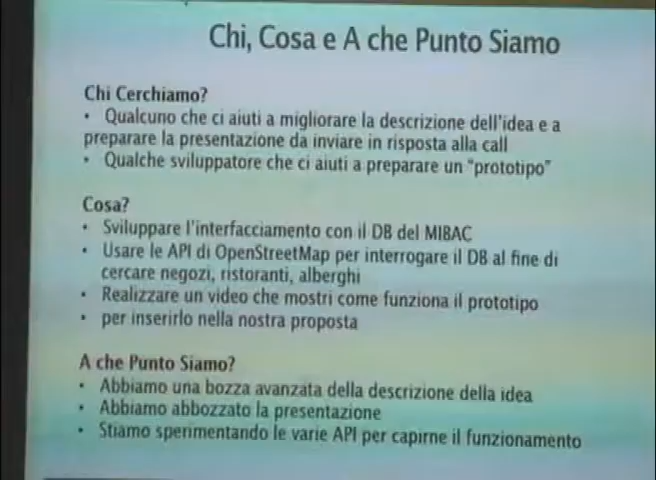 Chi, Cosa e A che Punto Siamo
Chi Cerchiamo?
• Qualcuno che ci aiuti a migliorare la descrizione dell'idea e a
preparare la presentazione da inviare in risposta alla call
• Qualche sviluppatore che ci aiuti a preparare un "prototipo"
Cosa?
• Sviluppare l'interfacciamento con il DB del MIBAC
• Usare le API di OpenStreetMap per interrogare il DB al fine di
cercare negozi, ristoranti, alberghi
• Realizzare un video che mostri come funziona il prototipo
• per inserirlo nella nostra proposta
A che Punto Siamo?
• Abbiamo una bozza avanzata della descrizione della idea
• Abbiamo abbozzato la presentazione
• Stiamo sperimentando le varie API per capirne il funzionamento